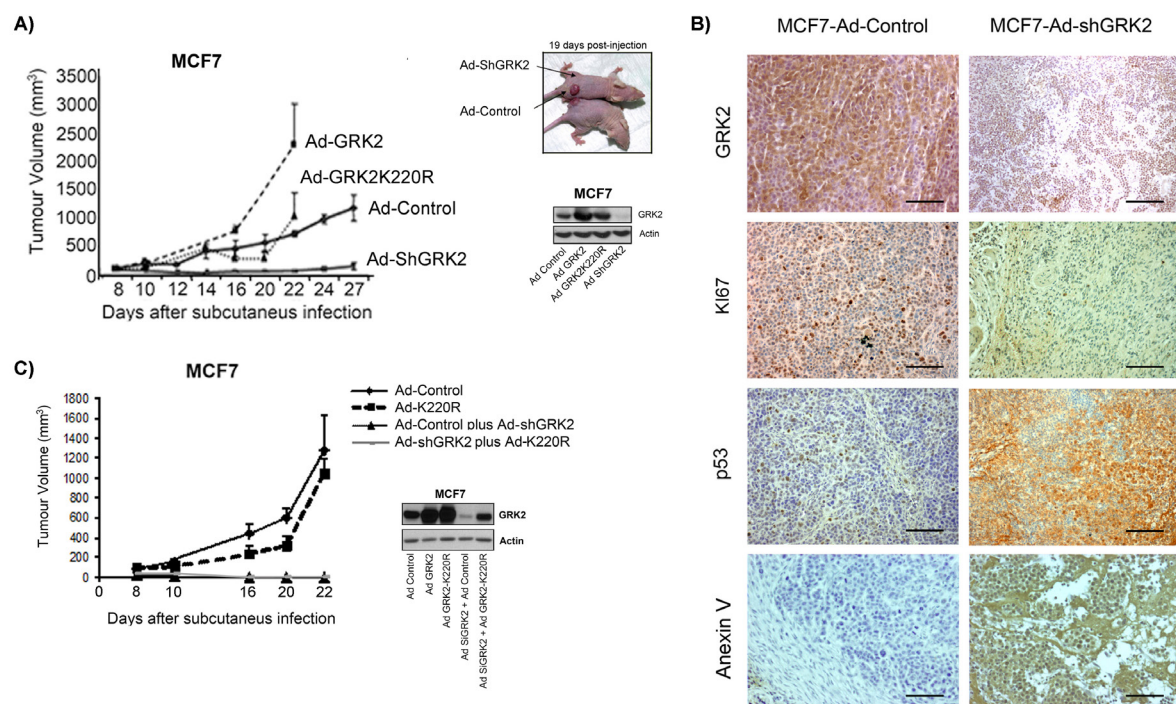 A)
MCF7
Tumour Volume (mm3)
3500
3000
2500
2000
1500
1000
500
0
8 10 12 14 16 20 22 24 27
Days after subcutaneus infection
Ad-GRK2
Ad-GRK2K220R
Ad-Control
Ad-ShGRK2
19 days post-injection
Ad-ShGRK2
Ad-Control
MCF7
GRK2
Actin
Ad Control
Ad GRK2
Ad GRK2K220R
Ad ShGRK2
B)
MCF7-Ad-Control
MCF7-Ad-shGRK2
GRK2
KI67
p53
Anexin V
C)
MCF7
Tumour Volume (mm3)
1800
1600
1400
1200
1000
800
600
400
200
0
0 8 10 16 20 22
Days after subcutaneus infection
Ad-Control
Ad-K220R
Ad-Control plus Ad-shGRK2
Ad-shGRK2 plus Ad-K220R
MCF7
GRK2
Actin
Ad Control
Ad GRK2
Ad GRK2-K220R
Ad SiGRK2 + Ad Control
Ad SiGRK2 + Ad GRK2-K220R